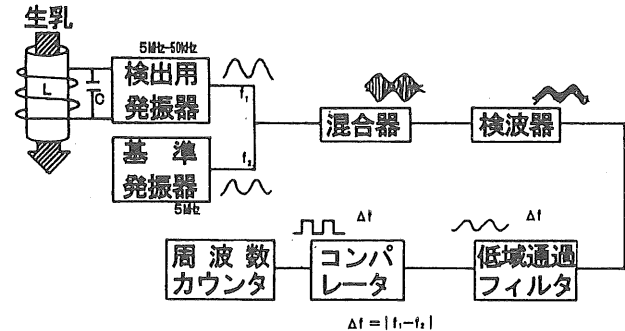 生乳
5MHz-50kHz
L
C
検出用
発振器
f₁
基準
発振器
f₂
5MHz
混合器
検波器
Δf
Δf
周波数
カウンタ
コンパ
レータ
低域通過
フィルタ
Δf=|f₁-f₂|